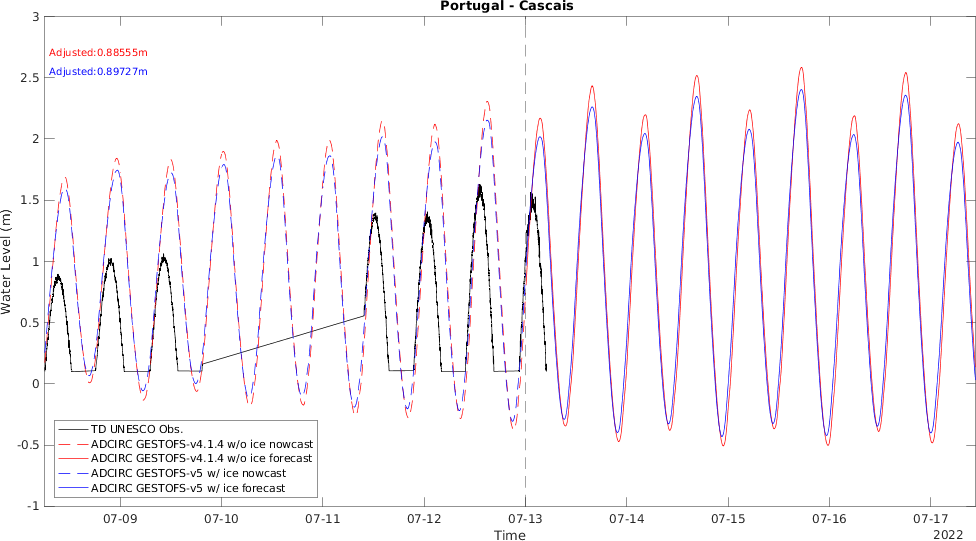 Portugal - Cascais
3
2.5
2
1.5
1
0.5
0
-0.5
-1
Water Level (m)
Adjusted:0.88555m
Adjusted:0.89727m
TD UNESCO Obs.
ADCIRC GESTOFS-v4.1.4 w/o ice nowcast
ADCIRC GESTOFS-v4.1.4 w/o ice forecast
ADCIRC GESTOFS-v5 w/ ice nowcast
ADCIRC GESTOFS-v5 w/ ice forecast
07-09 07-10 07-11 07-12 07-13 07-14 07-15 07-16 07-17
Time
2022